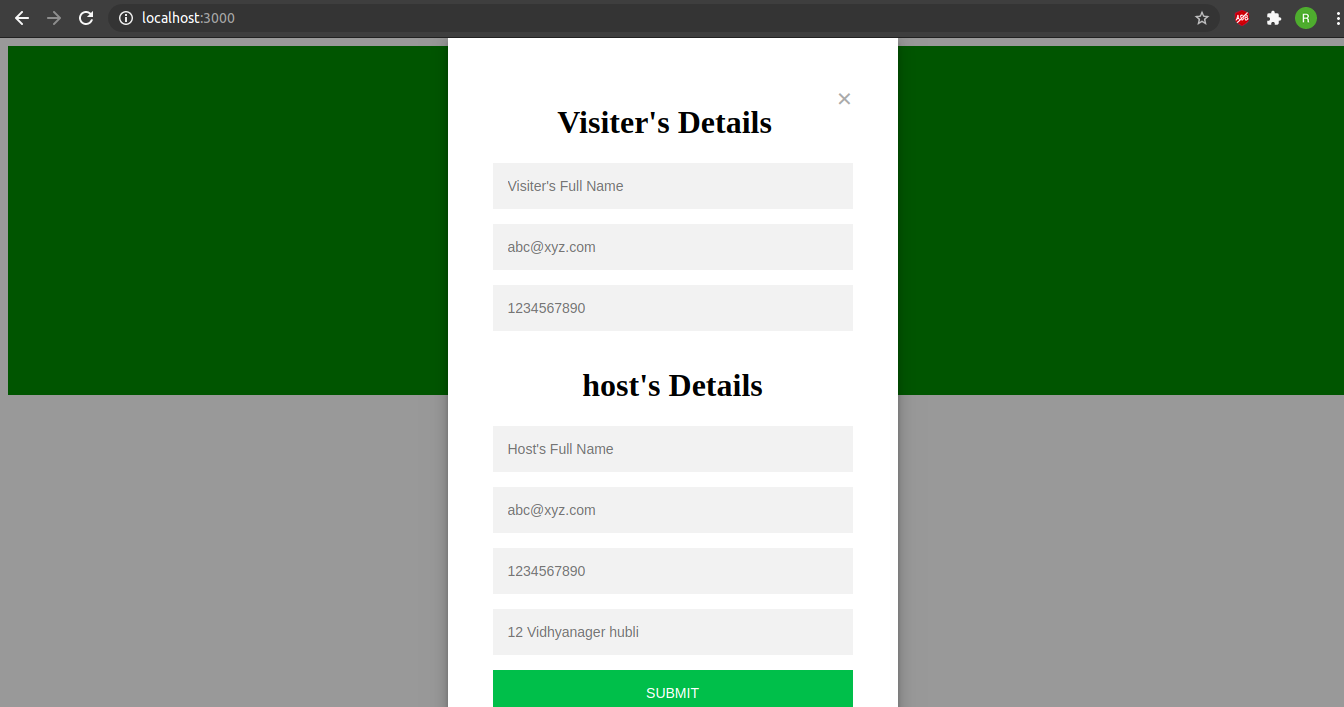 localhost:3000
R
×
Visiter's Details
Visiter's Full Name
abc@xyz.com
1234567890
host's Details
Host's Full Name
abc@xyz.com
1234567890
12 Vidhyanager hubli
SUBMIT